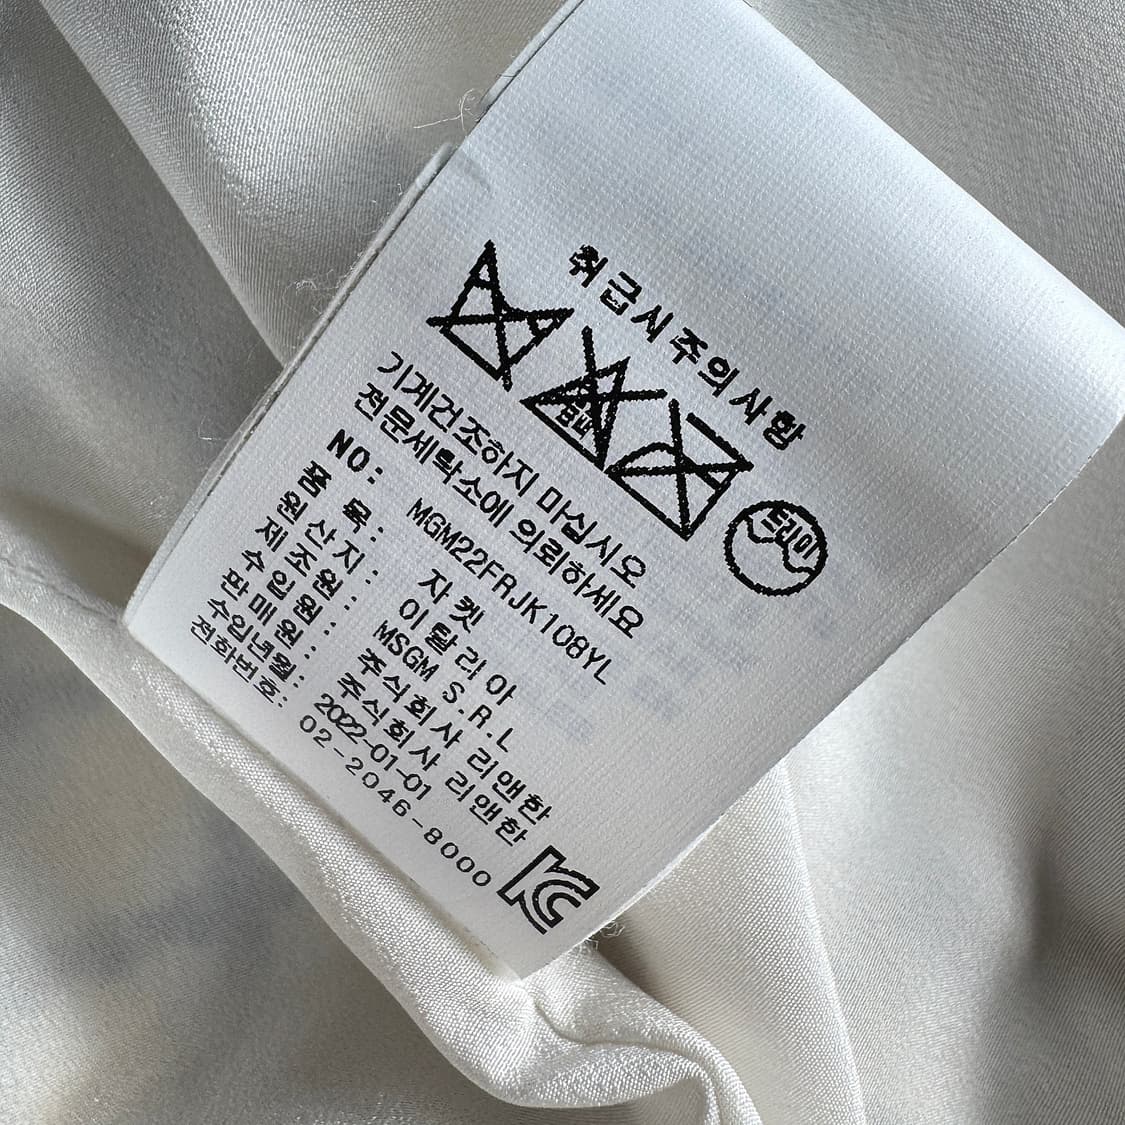 취급시주의사항
염백
드라이
기계건조하지 마십시오
전문세탁소에 의뢰하세요
NO: MGM22FRJK108YL
품 목: 자켓
원산지: 이탈리아
제조원: MSGM S.R.L
수입원: 주식회사 리앤한
판매원: 주식회사 리앤한
수입년월: 2022-01-01
전화번호: 02-2046-8000